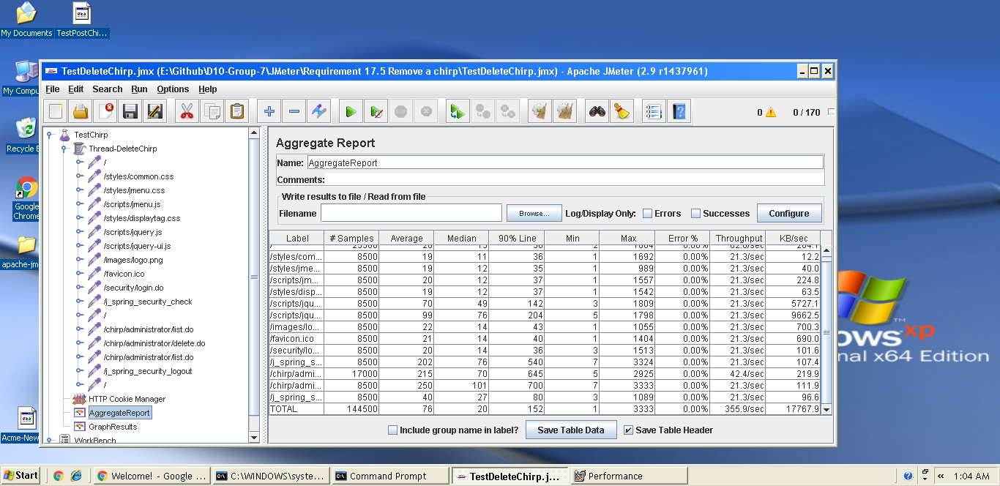 My Documents
TestPostChi...
My Compu
Recycle B
Google
Chrome
apache-jm
Acme-New
TestDeleteChirp.jmx (E:\Github\D10-Group-7\JMeter\Requirement 17.5 Remove a chirp\TestDeleteChirp.jmx) - Apache JMeter (2.9 r1437961)
File Edit Search Run Options Help
0 0 / 170
TestChirp
Thread-DeleteChirp
/
/styles/common.css
/styles/jmenu.css
/scripts/jmenu.js
/styles/displaytag.css
/scripts/jquery.js
/scripts/jquery-ui.js
/images/logo.png
/favicon.ico
/security/login.do
/j_spring_security_check
/
/chirp/administrator/list.do
/chirp/administrator/delete.do
/chirp/administrator/list.do
/j_spring_security_logout
/
HTTP Cookie Manager
AggregateReport
GraphResults
WorkBench
Aggregate Report
Name: AggregateReport
Comments:
Write results to file / Read from file
Filename Browse... Log/Display Only: Errors Successes Configure
Label # Samples Average Median 90% Line Min Max Error % Throughput KB/sec
/styles/com... 8500 19 11 36 1 1692 0.00% 21.3/sec 12.2
/styles/jme... 8500 19 12 35 1 989 0.00% 21.3/sec 40.0
/scripts/jm... 8500 20 12 37 1 1557 0.00% 21.3/sec 224.8
/styles/disp... 8500 19 12 37 1 1542 0.00% 21.3/sec 63.5
/scripts/jqu... 8500 70 49 142 3 1809 0.00% 21.3/sec 5727.1
/scripts/jqu... 8500 99 76 204 5 1798 0.00% 21.3/sec 9662.5
/images/lo... 8500 22 14 43 1 1055 0.00% 21.3/sec 700.3
/favicon.ico 8500 21 14 40 1 1404 0.00% 21.3/sec 690.0
/security/lo... 8500 20 14 36 3 1513 0.00% 21.3/sec 101.6
/j_spring_s... 8500 202 76 540 7 3324 0.00% 21.3/sec 107.4
/chirp/admi... 17000 215 70 645 5 2925 0.00% 42.4/sec 219.9
/chirp/admi... 8500 250 101 700 7 3333 0.00% 21.3/sec 111.9
/j_spring_s... 8500 40 27 80 3 1089 0.00% 21.3/sec 96.6
TOTAL 144500 76 20 152 1 3333 0.00% 355.9/sec 17767.9
Include group name in label? Save Table Data Save Table Header
ows xp
TM
nal x64 Edition
Start Welcome! - Google ... C:\WINDOWS\syste... Command Prompt TestDeleteChirp.j... Performance « 1:04 AM